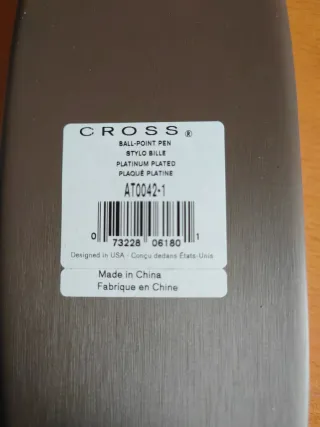 CROSS®
BALL-POINT PEN
STYLO BILLE
PLATINUM PLATED
PLAQUÉ PLATINE
AT0042-1
0 73228 06180 1
Designed in USA - Conçu dedans États-Unis
Made in China
Fabrique en Chine